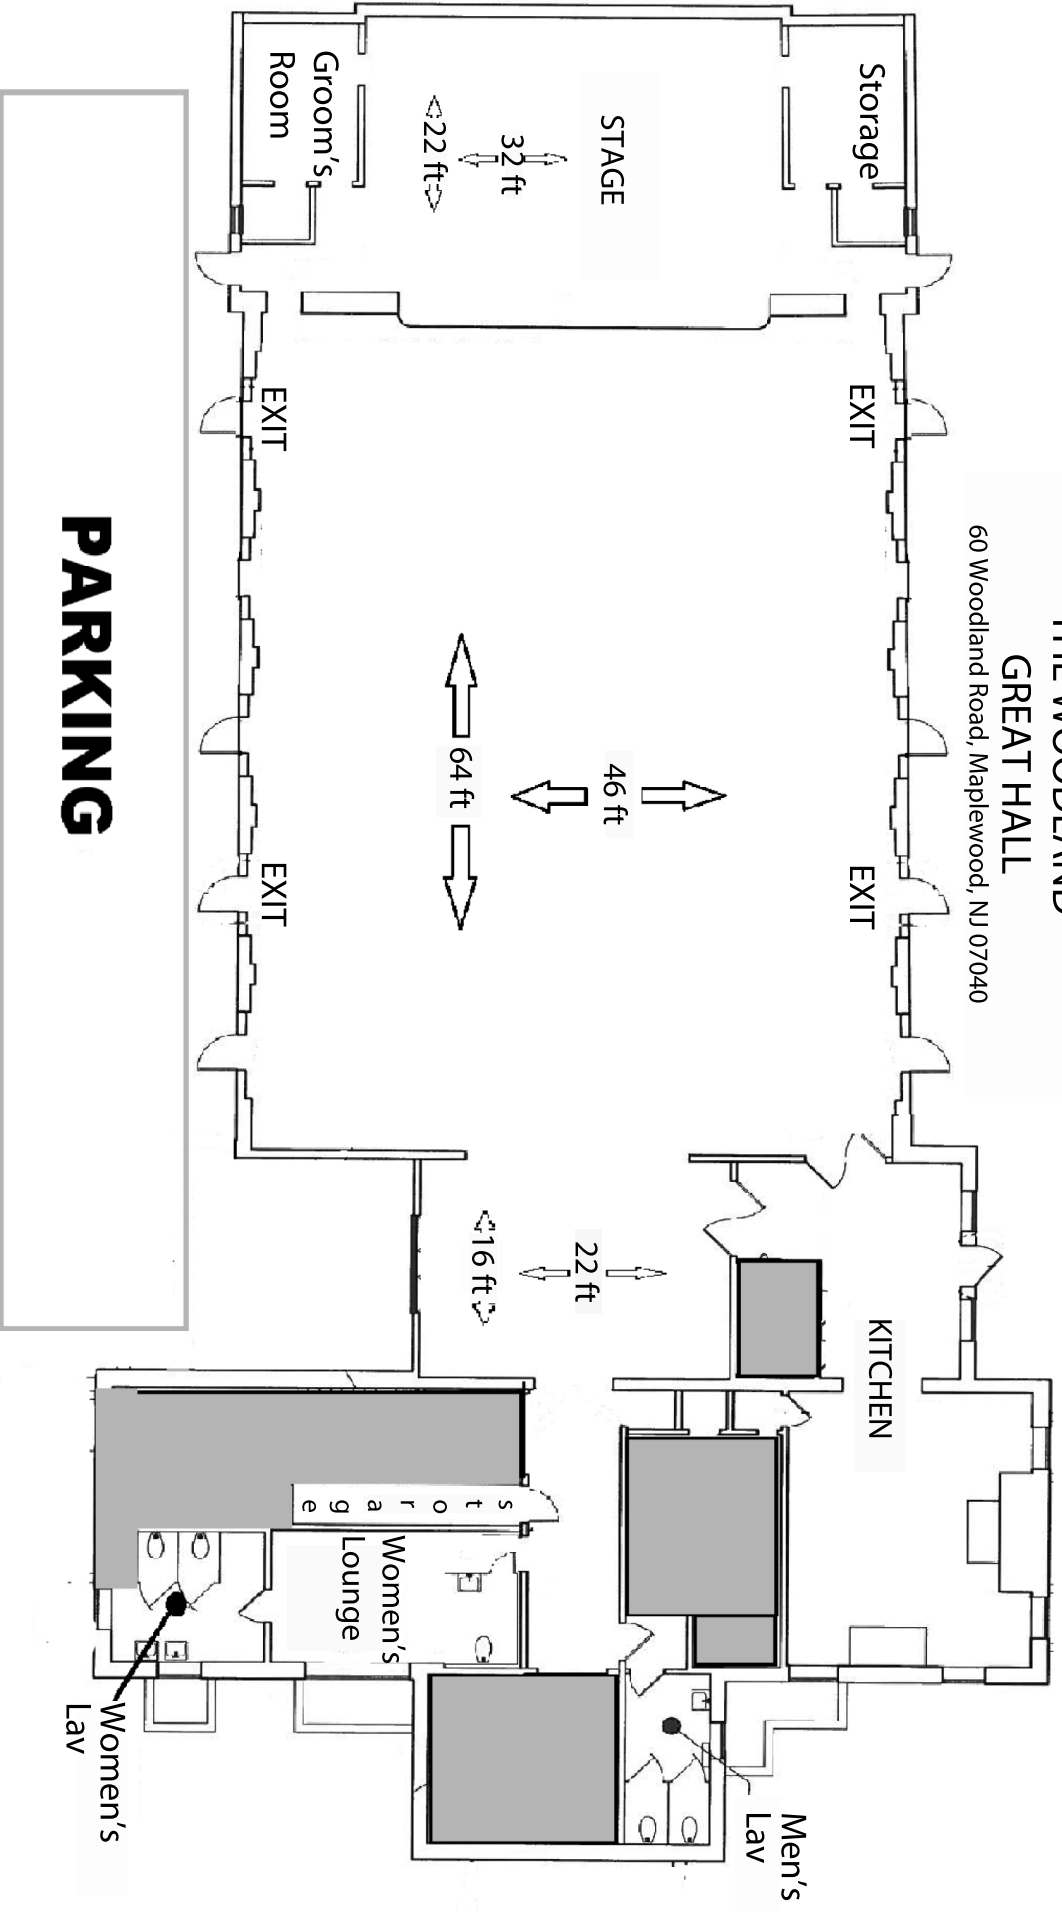 THE WOODLAND
GREAT HALL
60 Woodland Road, Maplewood, NJ 07040
Storage
STAGE
32 ft
22 ft
Groom's
Room
EXIT
EXIT
EXIT
EXIT
46 ft
64 ft
PARKING
22 ft
16 ft
KITCHEN
storage
Women's
Lounge
Women's
Lav
Men's
Lav